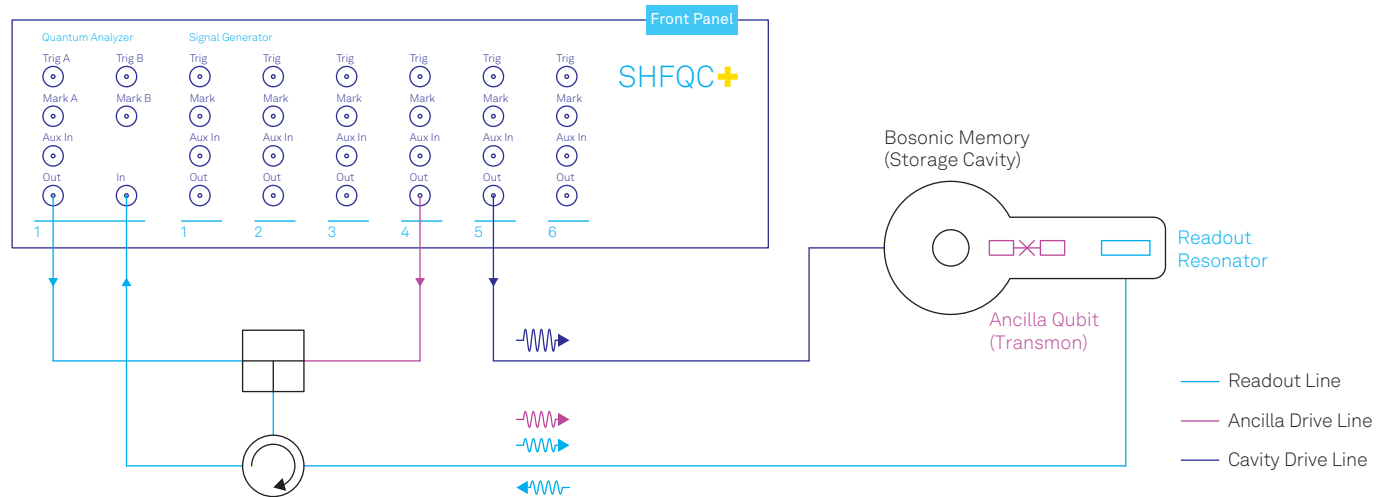 Front Panel
Quantum Analyzer
Signal Generator
SHFQC+
Trig A
Trig B
Trig
Trig
Trig
Trig
Trig
Trig
Mark A
Mark B
Mark
Mark
Mark
Mark
Mark
Mark
Aux In
Aux In
Aux In
Aux In
Aux In
Aux In
Aux In
Out
In
Out
Out
Out
Out
Out
Out
1
1
2
3
4
5
6
Bosonic Memory
(Storage Cavity)
Readout
Resonator
Ancilla Qubit
(Transmon)
Readout Line
Ancilla Drive Line
Cavity Drive Line